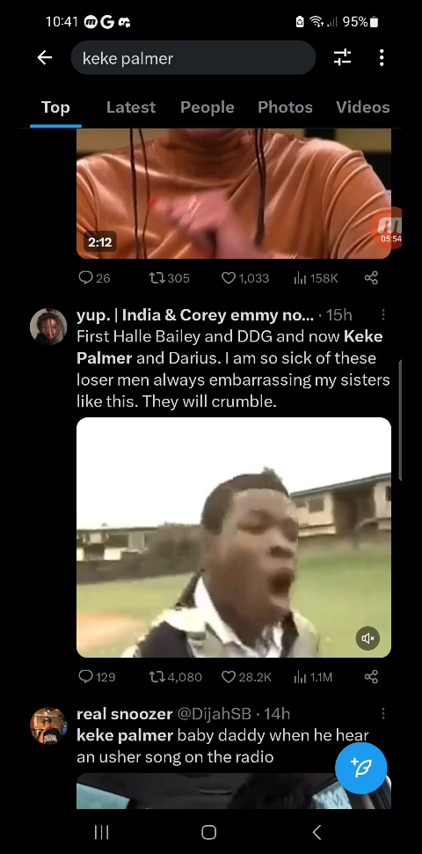 10:41 95%
keke palmer
Top Latest People Photos Videos
05:54
2:12
26 305 1,033 158K
yup. | India & Corey emmy no... · 15h
First Halle Bailey and DDG and now Keke
Palmer and Darius. I am so sick of these
loser men always embarrassing my sisters
like this. They will crumble.
129 4,080 28.2K 1.1M
real snoozer @DijahSB · 14h
keke palmer baby daddy when he hear
an usher song on the radio